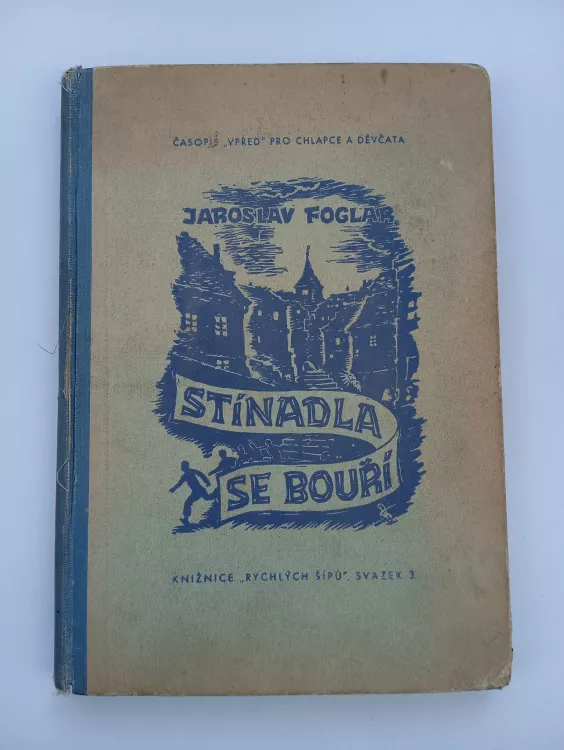 ČASOPIS „VPŘED" PRO CHLAPCE A DĚVČATA
JAROSLAV FOGLAR
STÍNADLA
SE BOUŘÍ
KNIŽNICE „RYCHLÝCH ŠÍPŮ", SVAZEK 3